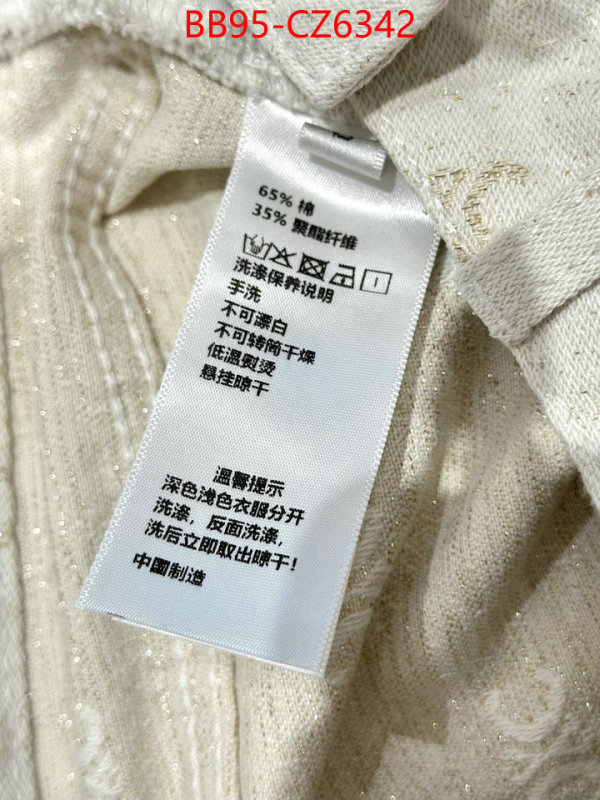 BB95-CZ6342
65% 棉
35% 聚酯纤维
洗涤保养说明
手洗
不可漂白
不可转筒干燥
低温熨烫
悬挂晾干
温馨提示
深色浅色衣服分开
洗涤，反面洗涤，
洗后立即取出晾干！
中國制造